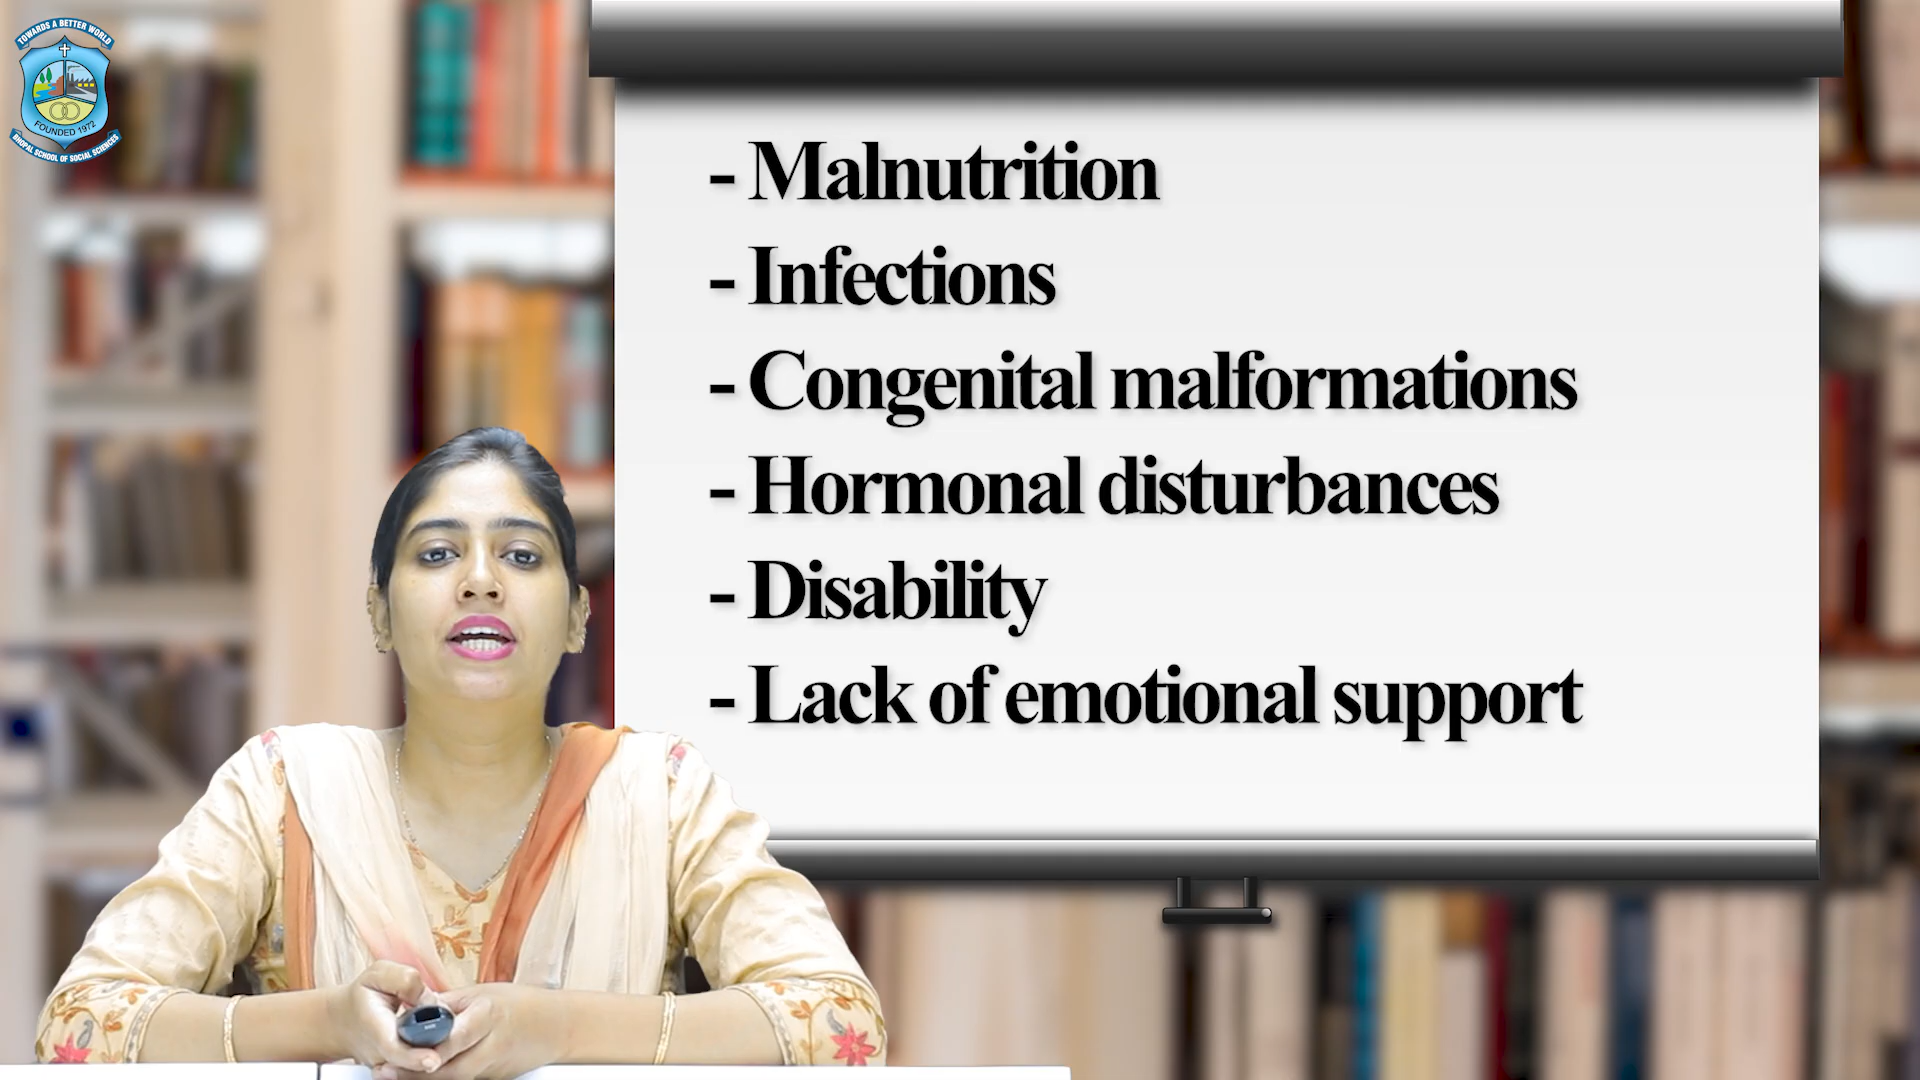 TOWARDS A BETTER WORLD
FOUNDED 1972
BHOPAL SCHOOL OF SOCIAL SCIENCES
- Malnutrition
- Infections
- Congenital malformations
- Hormonal disturbances
- Disability
- Lack of emotional support